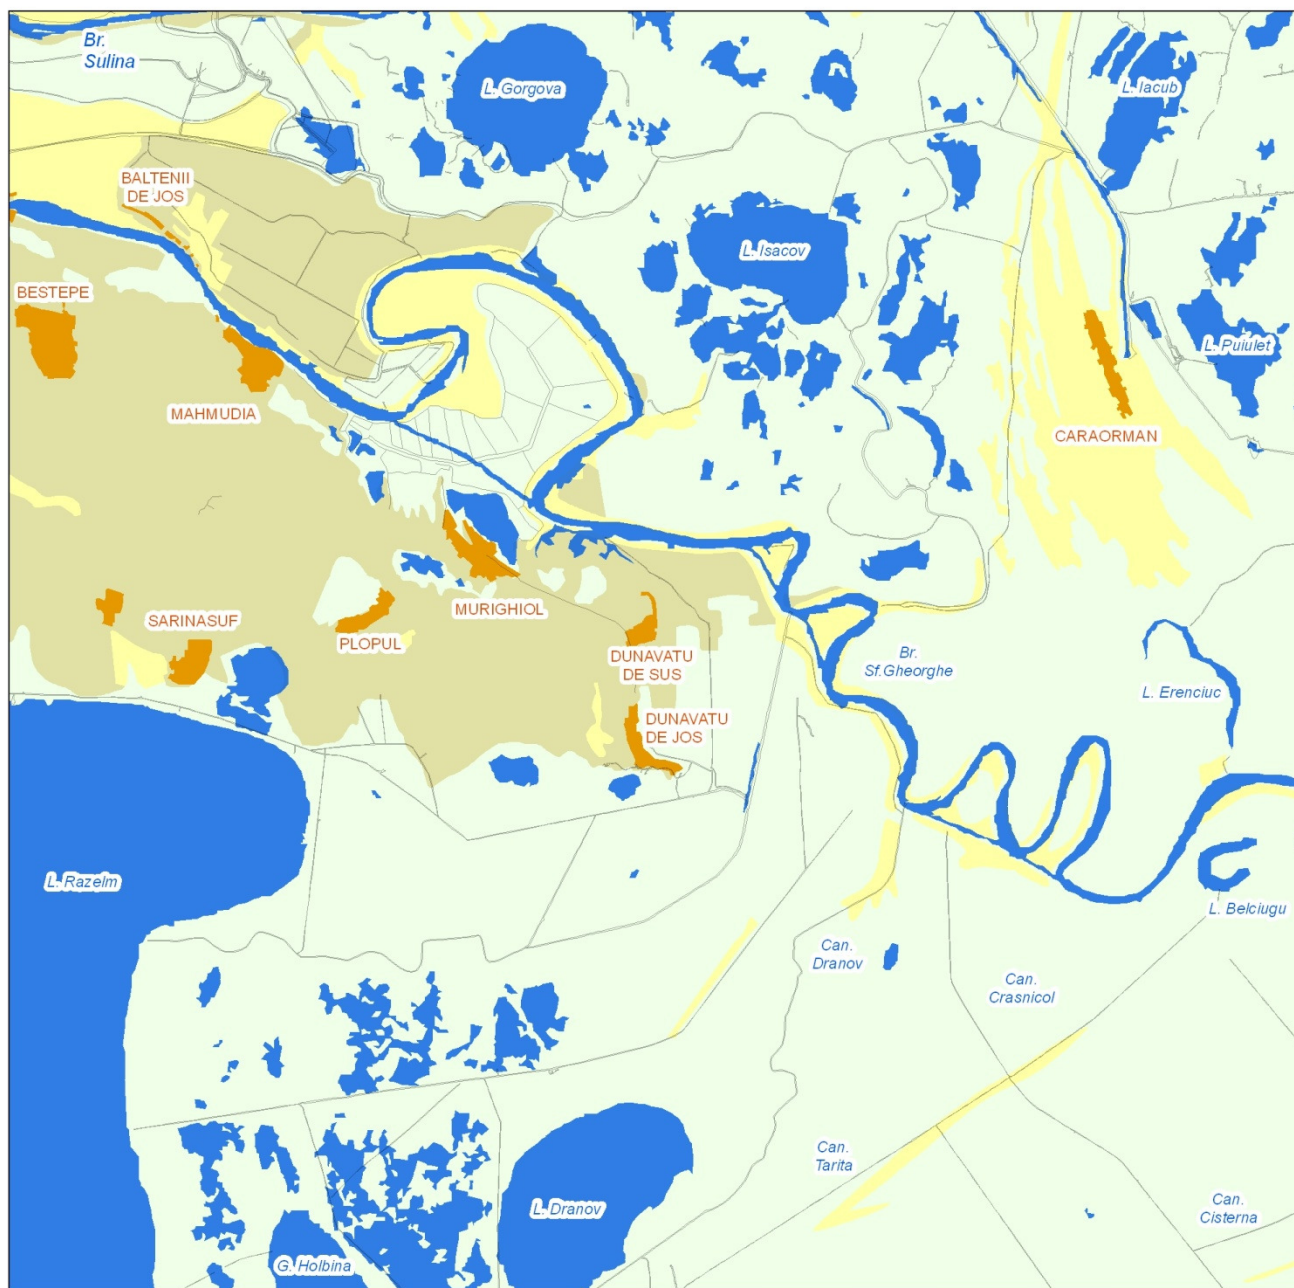 Br.
Sulina
L. Gorgova
L. Iacub
BALTENII
DE JOS
L. Isacov
BESTEPE
L. Puiulet
MAHMUDIA
CARAORMAN
MURIGHIOL
SARINASUF
PLOPUL
DUNAVATU
DE SUS
Br.
Sf.Gheorghe
L. Erenciuc
DUNAVATU
DE JOS
L. Razelm
L. Belciugu
Can.
Dranov
Can.
Crasnicol
Can.
Tarita
L. Dranov
Can.
Cisterna
G. Holbina